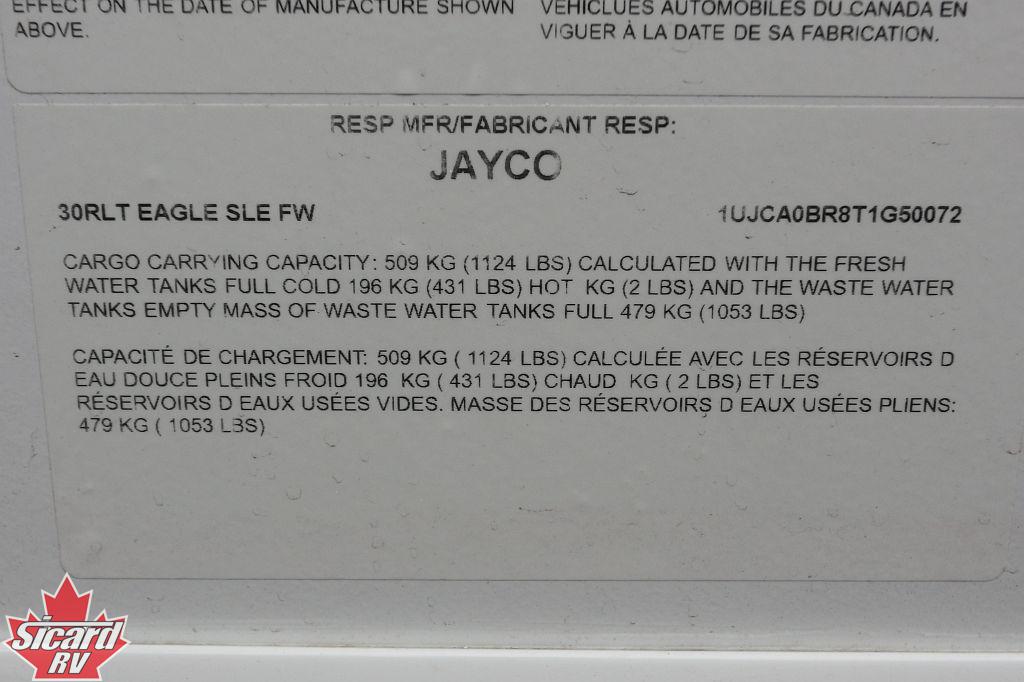 EFFECT ON THE DATE OF MANUFACTURE SHOWN
ABOVE.
VEHICLUES AUTOMOBILES DU CANADA EN
VIGUER À LA DATE DE SA FABRICATION.
RESP MFR/FABRICANT RESP:
JAYCO
30RLT EAGLE SLE FW
1UJCA0BR8T1G50072
CARGO CARRYING CAPACITY: 509 KG (1124 LBS) CALCULATED WITH THE FRESH
WATER TANKS FULL COLD 196 KG (431 LBS) HOT KG (2 LBS) AND THE WASTE WATER
TANKS EMPTY MASS OF WASTE WATER TANKS FULL 479 KG (1053 LBS)
CAPACITÉ DE CHARGEMENT: 509 KG ( 1124 LBS) CALCULÉE AVEC LES RÉSERVOIRS D
EAU DOUCE PLEINS FROID 196 KG ( 431 LBS) CHAUD KG ( 2 LBS) ET LES
RÉSERVOIRS D EAUX USÉES VIDES. MASSE DES RÉSERVOIRS D EAUX USÉES PLIENS:
479 KG ( 1053 LBS)
Sicard
RV